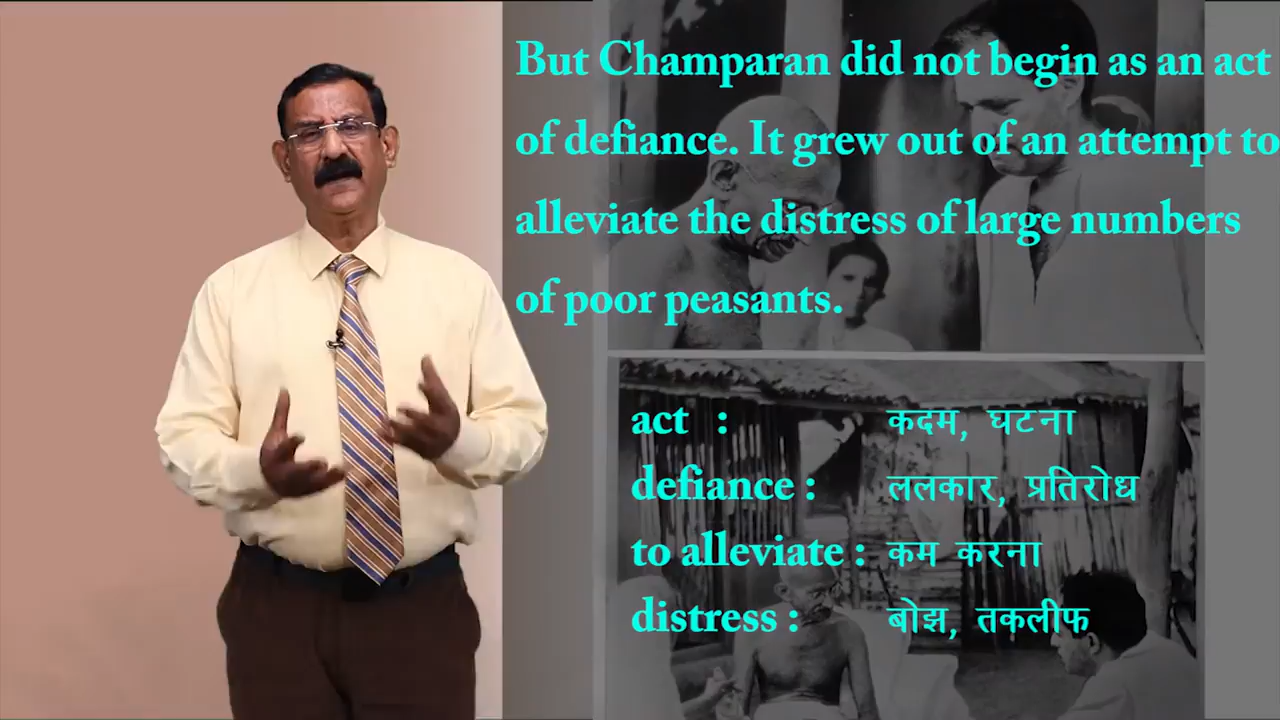 But Champaran did not begin as an act
of defiance. It grew out of an attempt to
alleviate the distress of large numbers
of poor peasants.
act : कदम, घटना
defiance : ललकार, प्रतिरोध
to alleviate : कम करना
distress : बोझ, तकलीफ